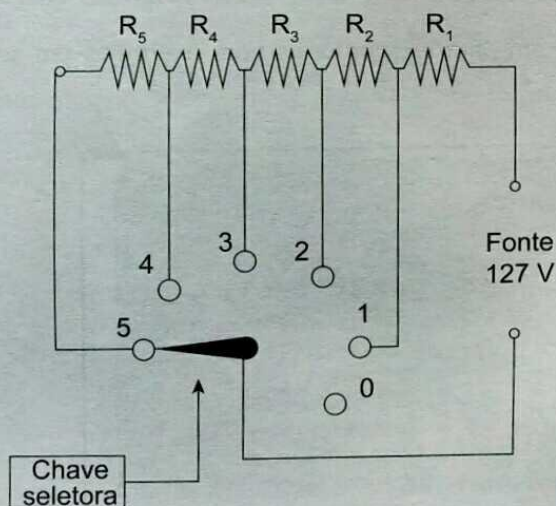 R₅ R₄ R₃ R₂ R₁
3
2
4
Fonte
127 V
5
1
0
Chave
seletora